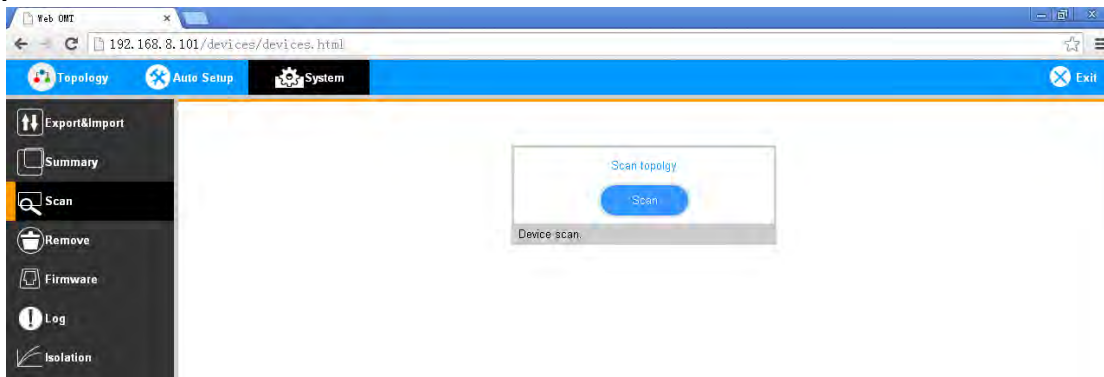 Web OMT
192.168.8.101/devices/devices.html
Topology Auto Setup System Exit
Export&Import
Summary
Scan
Remove
Firmware
Log
Isolation
Scan topolgy
Scan
Device scan.